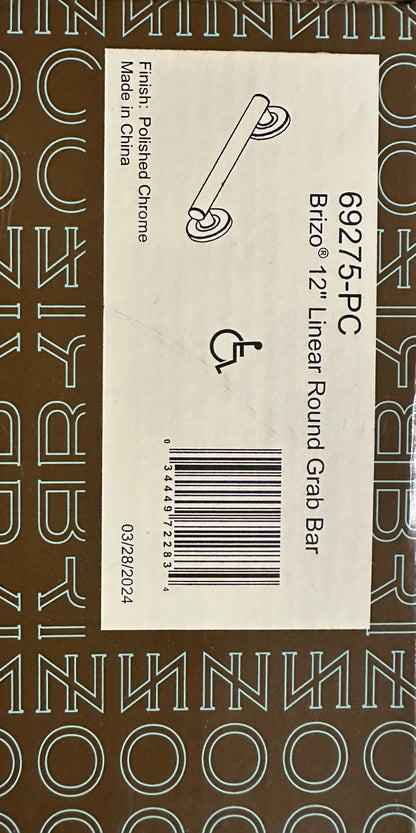 69275-PC
Brizo® 12" Linear Round Grab Bar
Finish: Polished Chrome
Made in China
0 34449 72283 4
03/28/2024